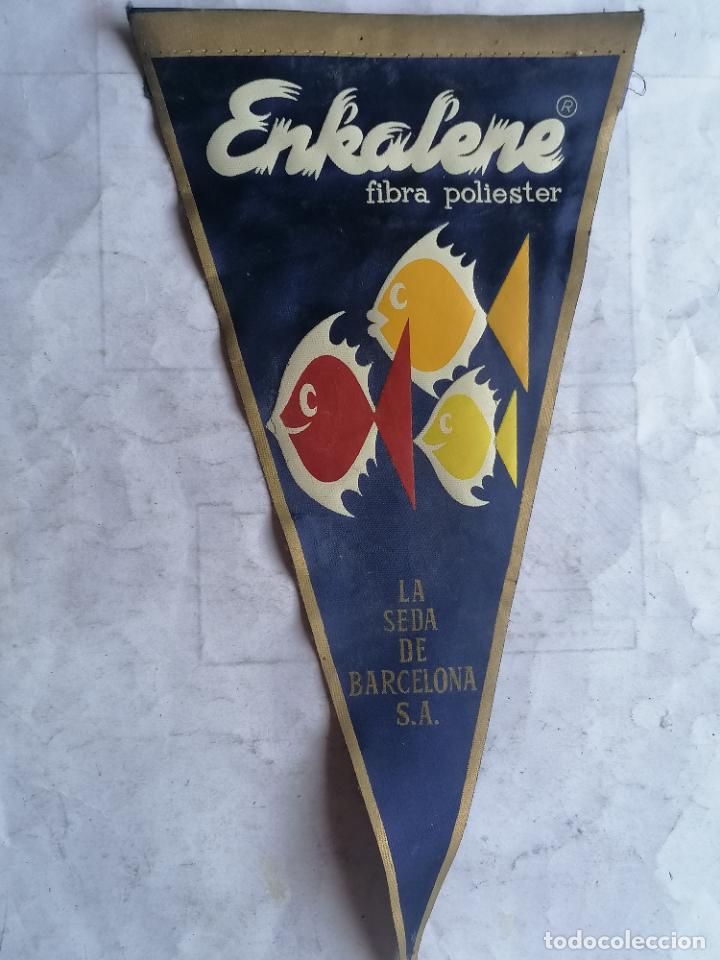 Enkalene®
fibra poliester
LA
SEDA
DE
BARCELONA
S.A.
todocoleccion